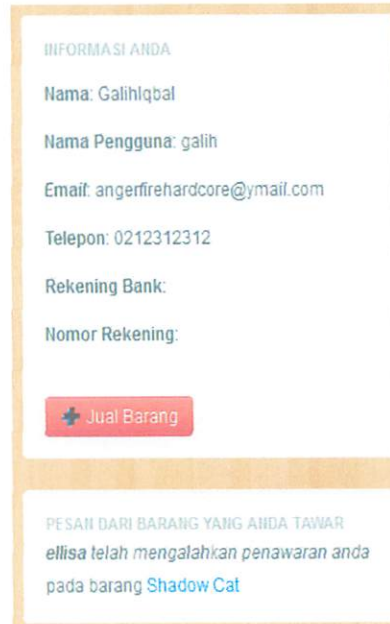 INFORMASI ANDA
Nama: GalihIqbal
Nama Pengguna: galih
Email: angerfirehardcore@ymail.com
Telepon: 0212312312
Rekening Bank:
Nomor Rekening:
Jual Barang
PESAN DARI BARANG YANG ANDA TAWAR
ellisa telah mengalahkan penawaran anda
pada barang Shadow Cat